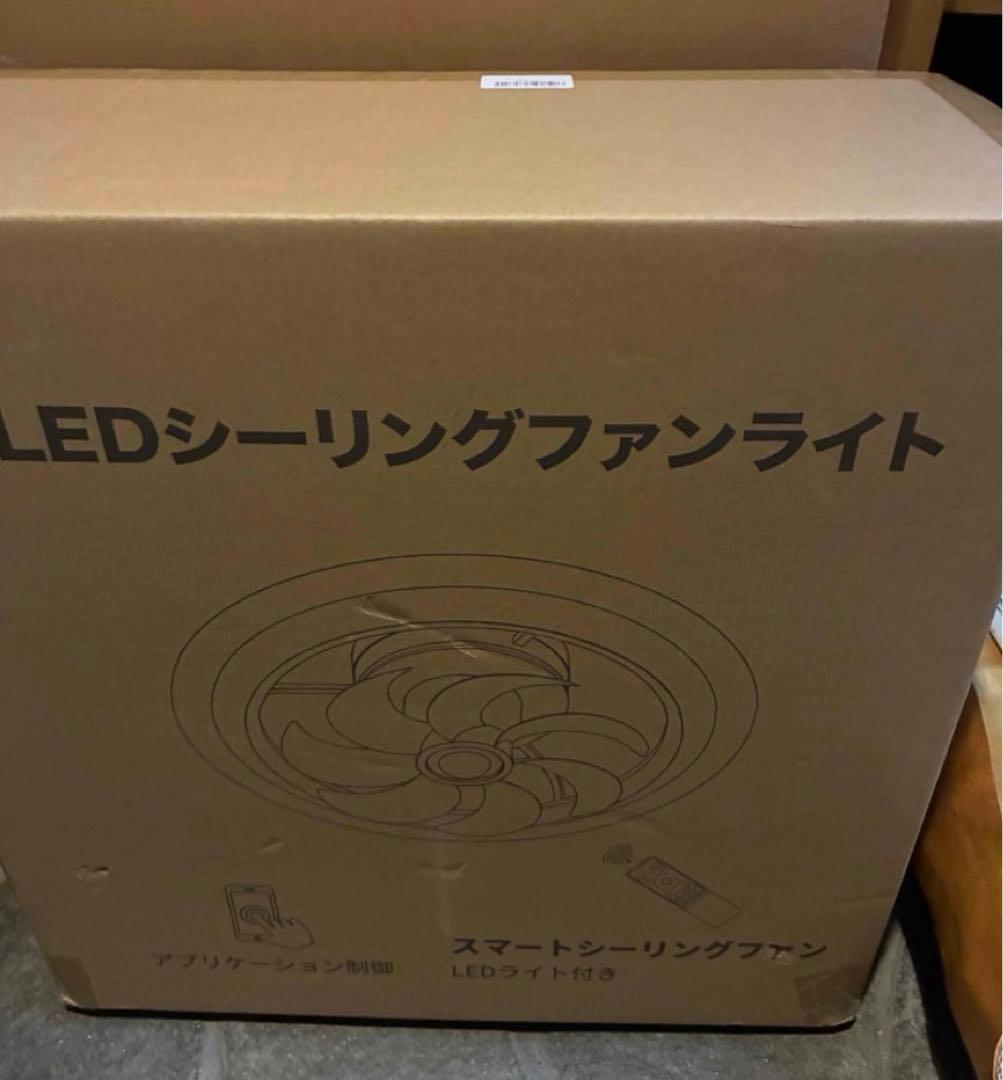 LEDシーリングファンライト
アプリケーション制御
スマートシーリングファン
LEDライト付き